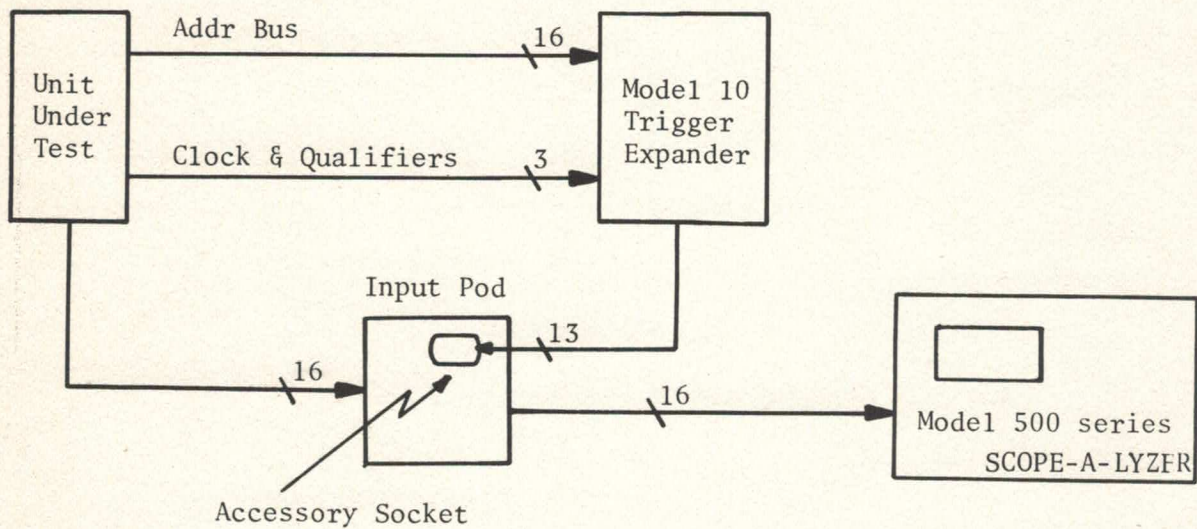 Addr Bus
16
Unit
Under
Test
Model 10
Trigger
Expander
Clock & Qualifiers
3
Input Pod
13
16
16
Model 500 series
SCOPE-A-LYZER
Accessory Socket